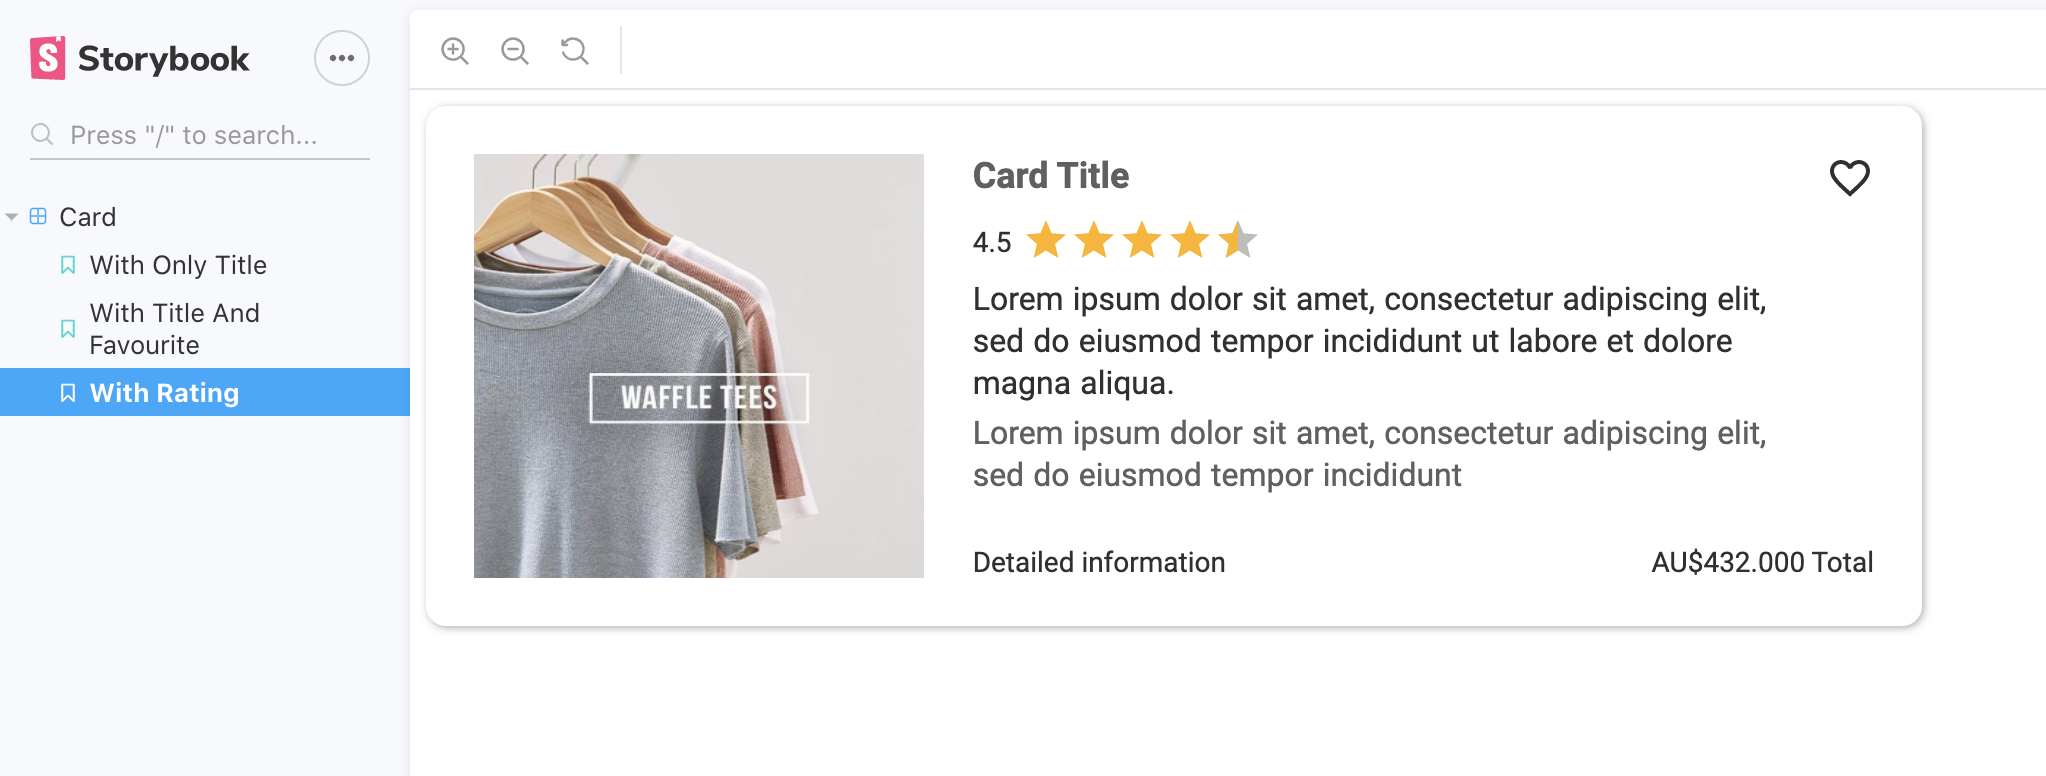 Storybook
Press "/" to search...
Card
With Only Title
With Title And
Favourite
With Rating
WAFFLE TEES
Card Title
4.5
Lorem ipsum dolor sit amet, consectetur adipiscing elit,
sed do eiusmod tempor incididunt ut labore et dolore
magna aliqua.
Lorem ipsum dolor sit amet, consectetur adipiscing elit,
sed do eiusmod tempor incididunt
Detailed information
AU$432.000 Total